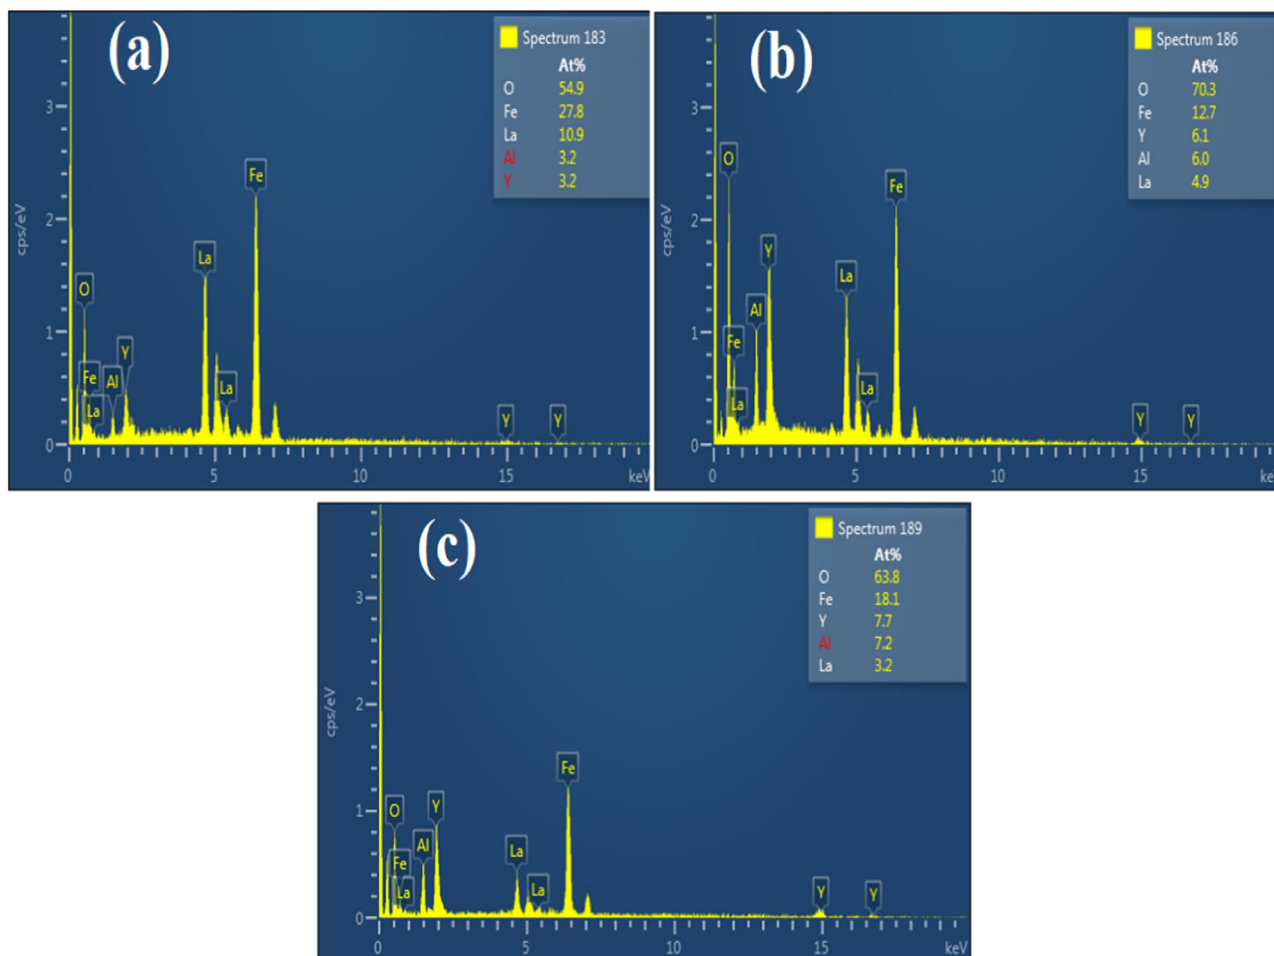 (a)
Spectrum 183
At%
O 54.9
Fe 27.8
La 10.9
Al 3.2
Y 3.2
cps/eV
3
2
1
0
O
Fe
La
Al
Y
La
La
Fe
Y
Y
0 5 10 15 keV
(b)
Spectrum 186
At%
O 70.3
Fe 12.7
Y 6.1
Al 6.0
La 4.9
cps/eV
3
2
1
0
O
Fe
La
Al
Y
La
La
Fe
Y
Y
0 5 10 15 ke
(c)
Spectrum 189
At%
O 63.8
Fe 18.1
Y 7.7
Al 7.2
La 3.2
cps/eV
3
2
1
0
O
Fe
La
Al
Y
La
La
Fe
Y
Y
0 5 10 15 keV